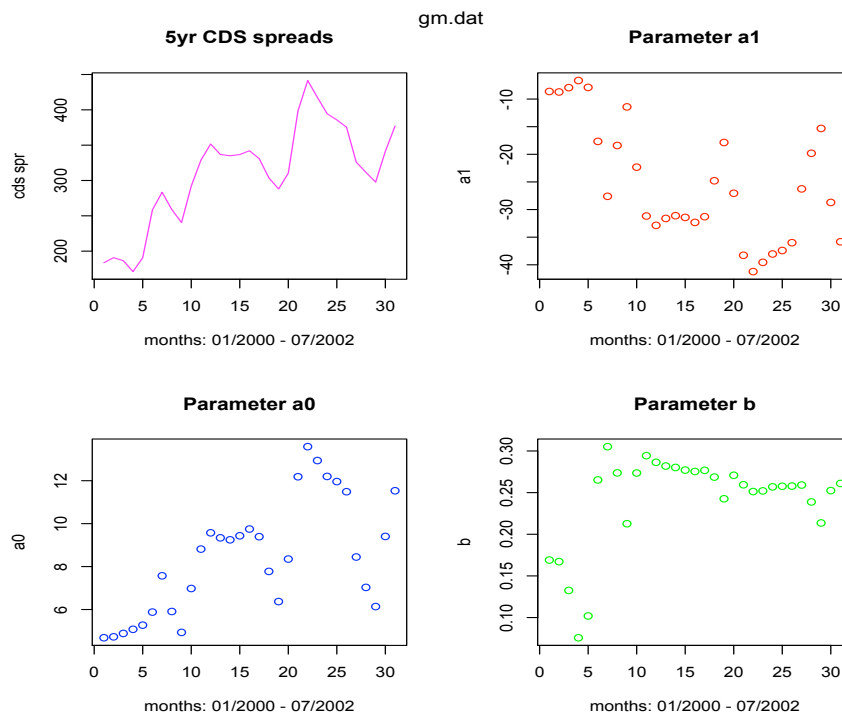 gm.dat
5yr CDS spreads
cds spr
200
300
400
0 5 10 15 20 25 30
months: 01/2000 - 07/2002
Parameter a1
a1
-40
-30
-20
-10
0 5 10 15 20 25 30
months: 01/2000 - 07/2002
Parameter a0
a0
6
8
10
12
0 5 10 15 20 25 30
months: 01/2000 - 07/2002
Parameter b
b
0.10
0.15
0.20
0.25
0.30
0 5 10 15 20 25 30
months: 01/2000 - 07/2002